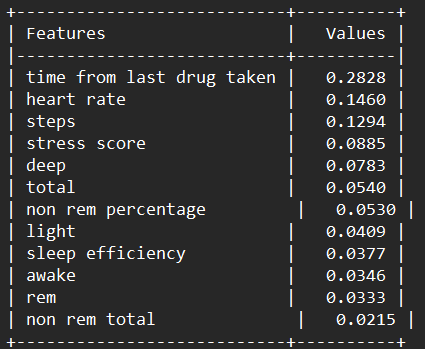 +---------------------------+----------+
| Features                  |   Values |
|---------------------------+----------|
| time from last drug taken |   0.2828 |
| heart rate                |   0.1460 |
| steps                     |   0.1294 |
| stress score              |   0.0885 |
| deep                      |   0.0783 |
| total                     |   0.0540 |
| non rem percentage         |   0.0530 |
| light                     |   0.0409 |
| sleep efficiency          |   0.0377 |
| awake                     |   0.0346 |
| rem                       |   0.0333 |
| non rem total              |   0.0215 |
+---------------------------+----------+